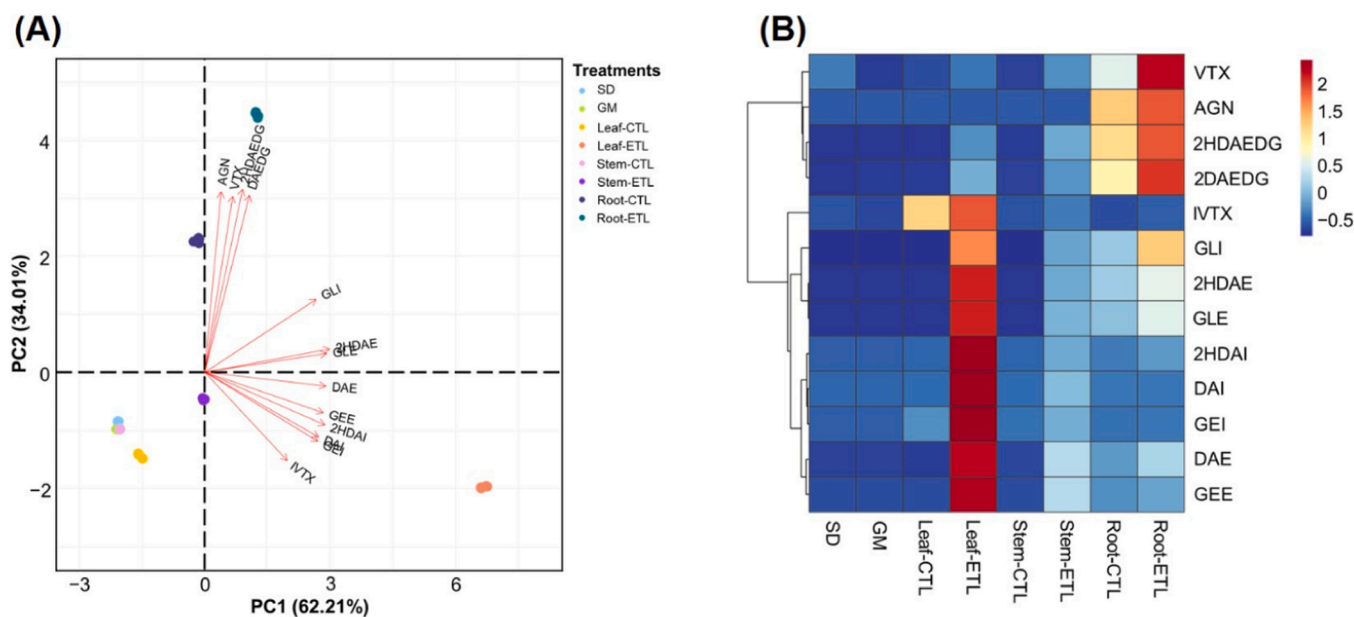 (A)
PC2 (34.01%)
4
2
0
−2
−3
0
3
6
PC1 (62.21%)
AGN
VTX
2HDAEDG
DAEDG
GLI
2HDAE
GLE
DAE
GEE
2HDAI
DAI
GEI
IVTX
Treatments
SD
GM
Leaf-CTL
Leaf-ETL
Stem-CTL
Stem-ETL
Root-CTL
Root-ETL
(B)
VTX
AGN
2HDAEDG
2DAEDG
IVTX
GLI
2HDAE
GLE
2HDAI
DAI
GEI
DAE
GEE
SD
GM
Leaf-CTL
Leaf-ETL
Stem-CTL
Stem-ETL
Root-CTL
Root-ETL
2
1.5
1
0.5
0
−0.5